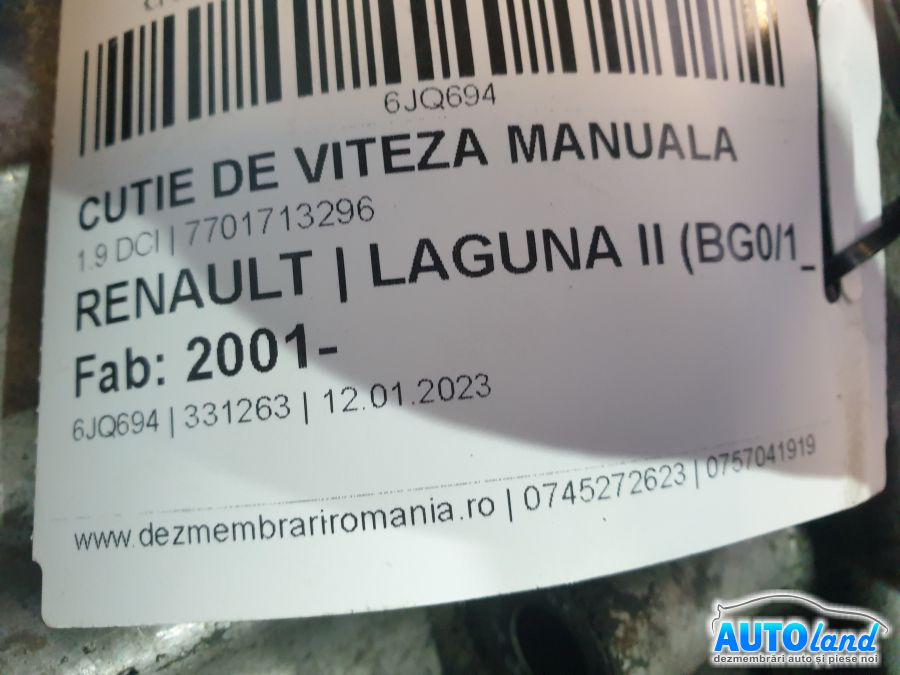 6JQ694
CUTIE DE VITEZA MANUALA
1.9 DCI | 7701713296
RENAULT | LAGUNA II (BG0/1_
Fab: 2001-
6JQ694 | 331263 | 12.01.2023
www.dezmembrariromania.ro | 0745272623 | 0757041919
AUTOland
dezmembrări auto și piese noi